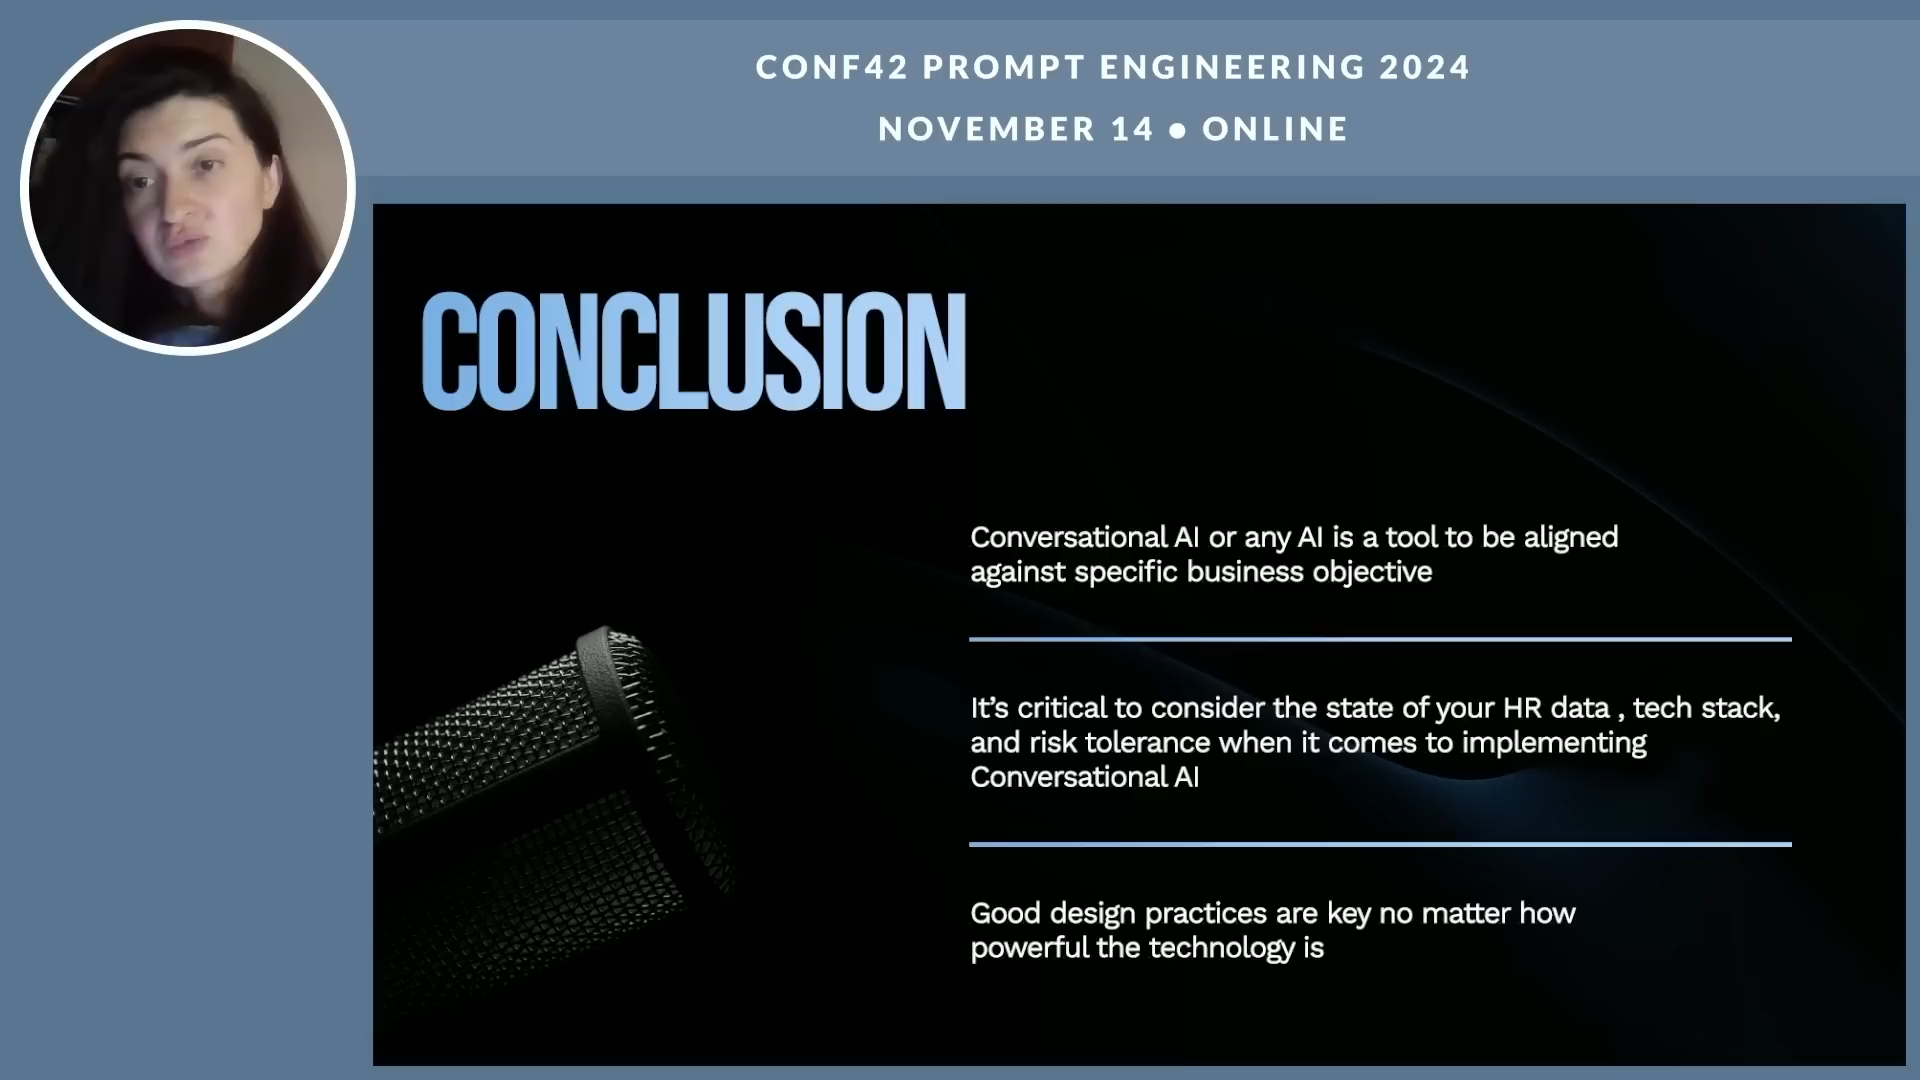 CONF42 PROMPT ENGINEERING 2024
NOVEMBER 14 ● ONLINE
CONCLUSION
Conversational AI or any AI is a tool to be aligned
against specific business objective
It’s critical to consider the state of your HR data , tech stack,
and risk tolerance when it comes to implementing
Conversational AI
Good design practices are key no matter how
powerful the technology is